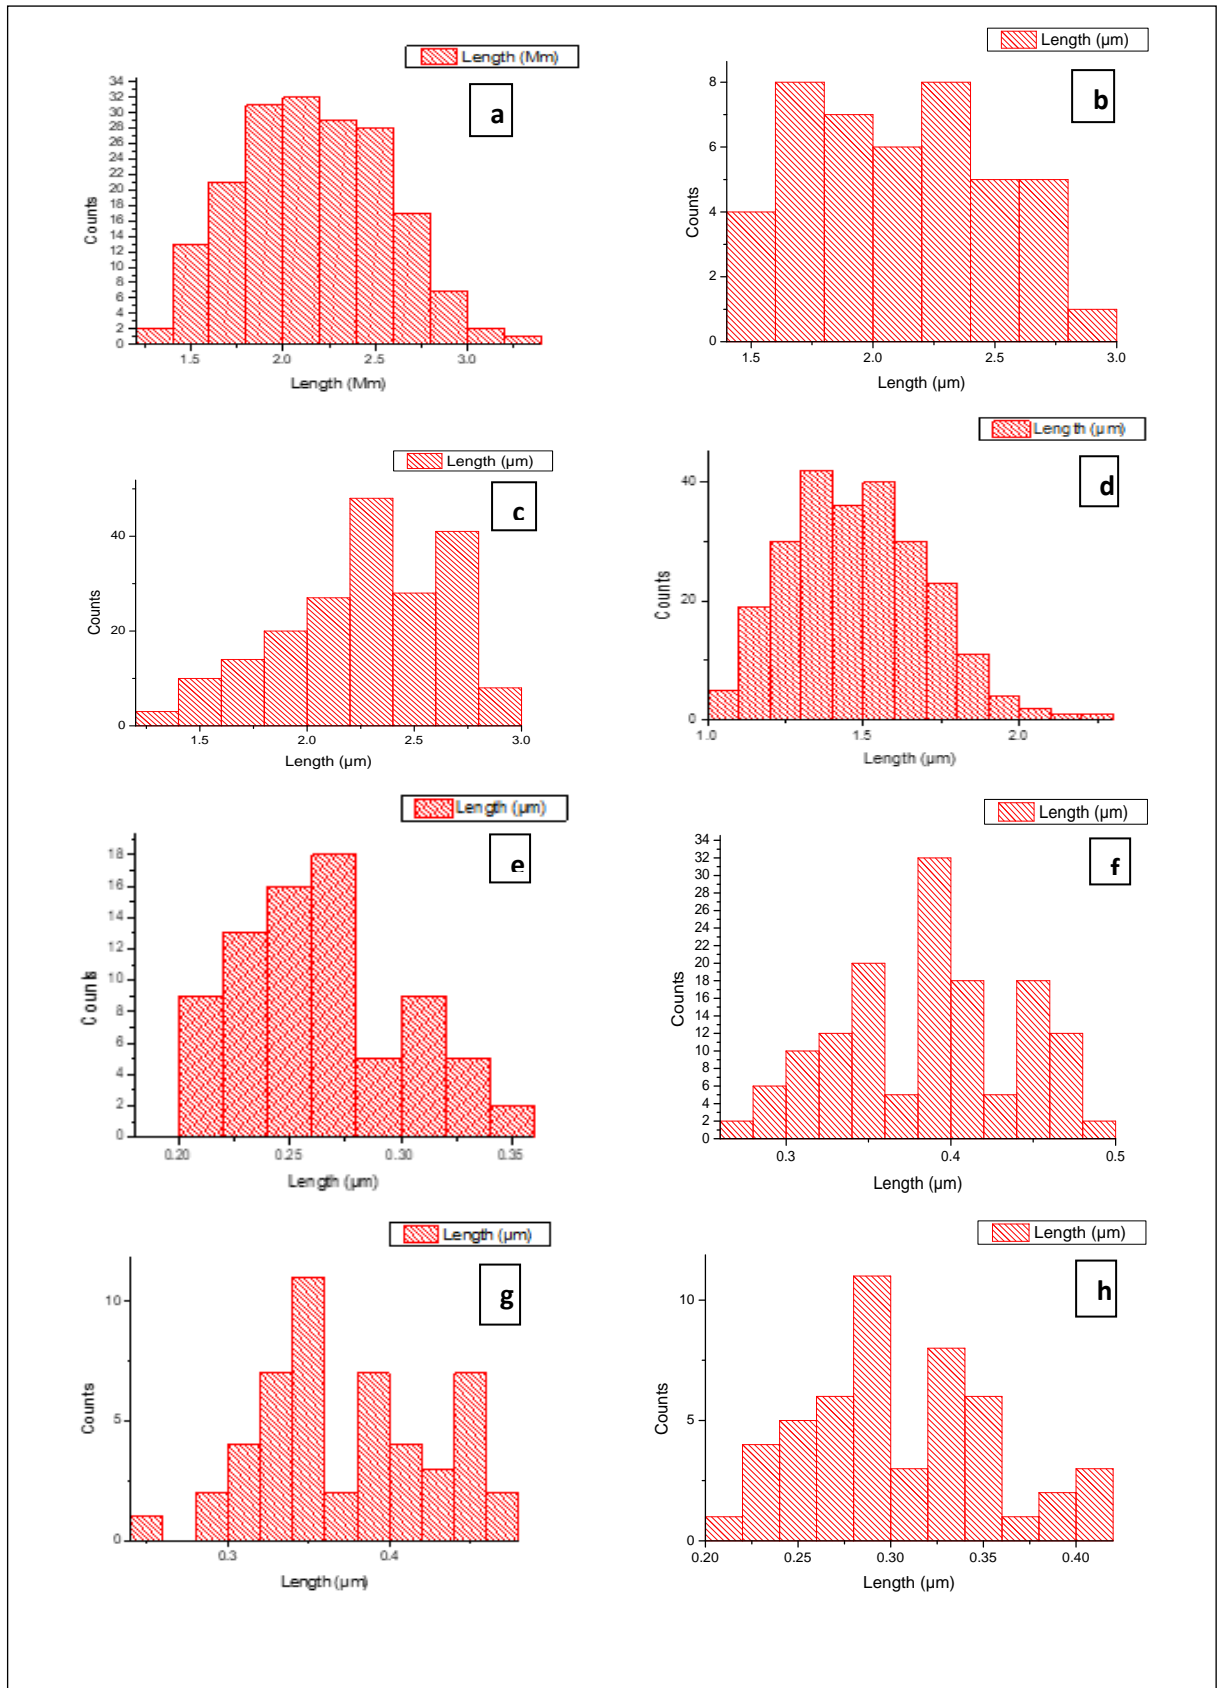 Length (Mm)
a
34
32
30
28
26
24
22
20
18
16
14
12
10
8
6
4
2
0
Counts
1.5 2.0 2.5 3.0
Length (Mm)
Length (µm)
b
8
6
4
2
0
Counts
1.5 2.0 2.5 3.0
Length (µm)
Length (µm)
c
40
20
0
Counts
1.5 2.0 2.5 3.0
Length (µm)
Length (µm)
d
40
20
0
Counts
1.0 1.5 2.0
Length (µm)
Length (µm)
e
18
16
14
12
10
8
6
4
2
0
Counts
0.20 0.25 0.30 0.35
Length (µm)
Length (µm)
f
34
32
30
28
26
24
22
20
18
16
14
12
10
8
6
4
2
0
Counts
0.3 0.4 0.5
Length (µm)
Length (µm)
g
10
5
0
Counts
0.3 0.4
Length (µm)
Length (µm)
h
10
5
0
Counts
0.20 0.25 0.30 0.35 0.40
Length (µm)